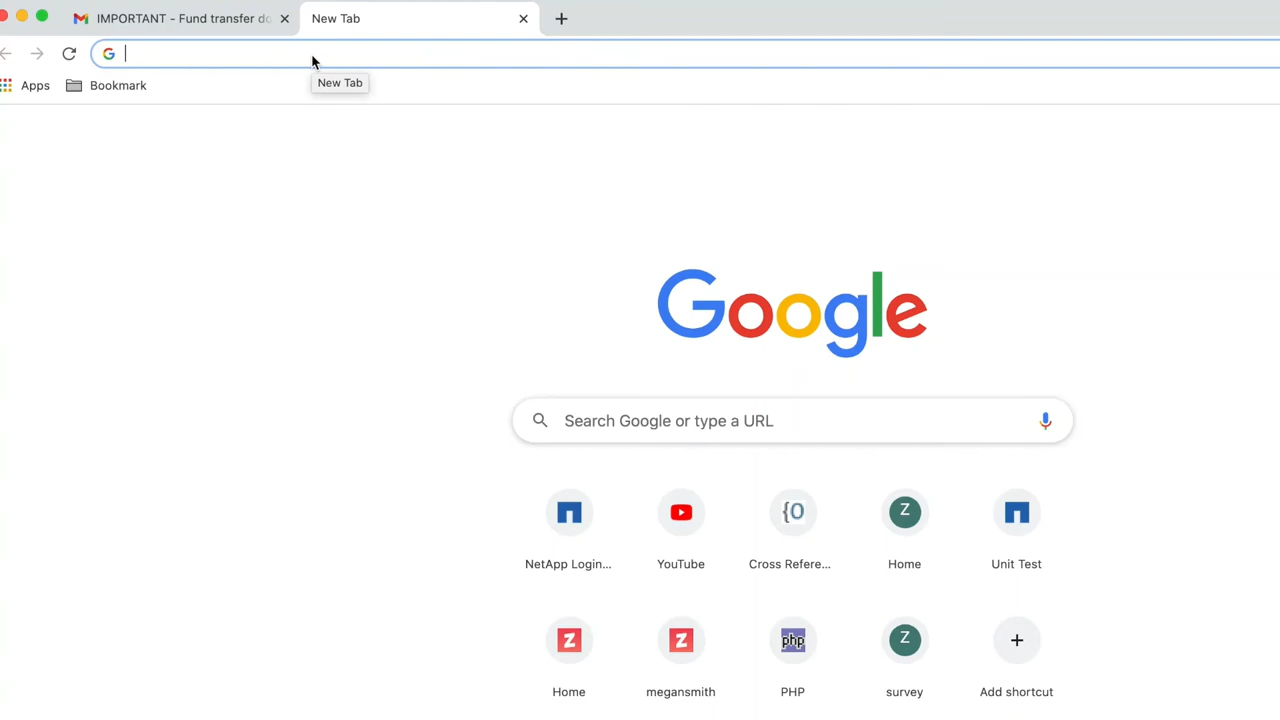 IMPORTANT - Fund transfer do
New Tab
New Tab
Apps
Bookmark
Google
Search Google or type a URL
NetApp Login...
YouTube
Cross Refere...
Home
Unit Test
Home
megansmith
PHP
survey
Add shortcut
{O
Z
Z
Z
php
Z